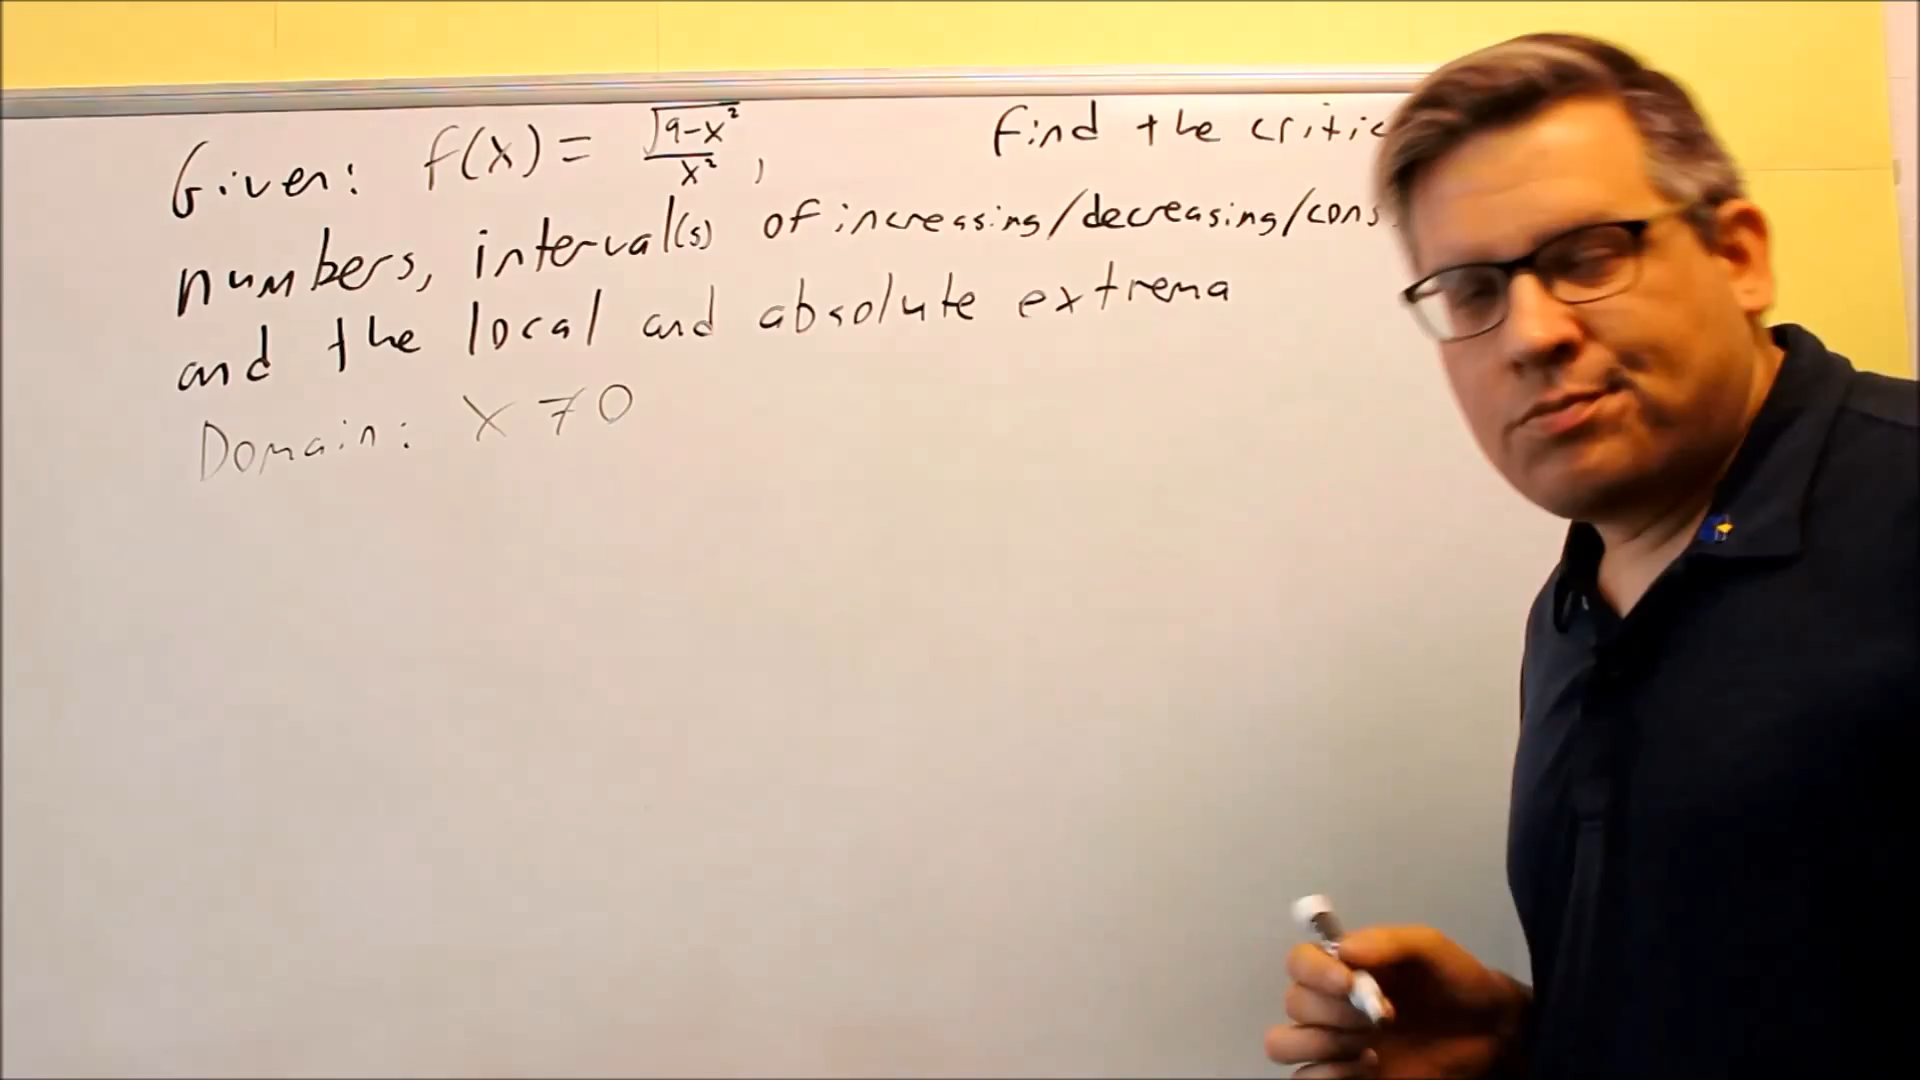 Given: f(x) = √(9-x²)/x², find the critic
numbers, interval(s) of increasing/decreasing/cons
and the local and absolute extrema
Domain: x ≠ 0